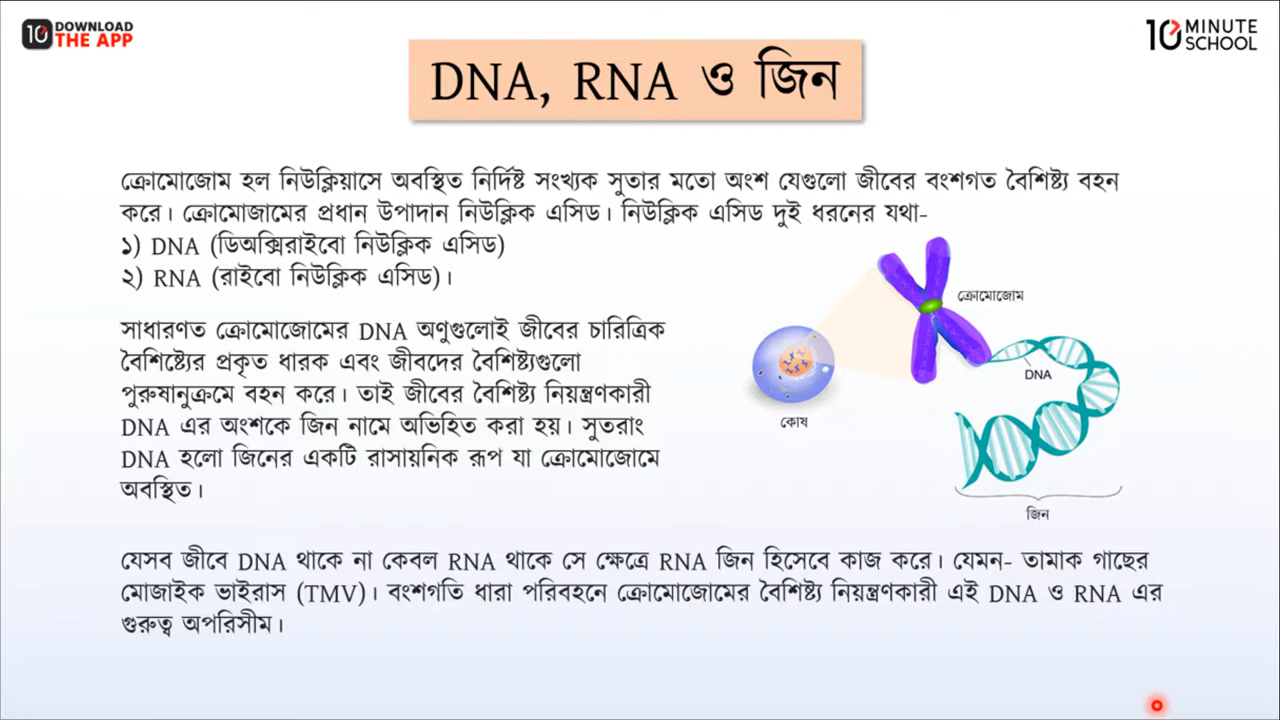 10 DOWNLOAD
THE APP
10 MINUTE
SCHOOL
DNA, RNA ও জিন
ক্রোমোজোম হল নিউক্লিয়াসে অবস্থিত নির্দিষ্ট সংখ্যক সুতার মতো অংশ যেগুলো জীবের বংশগত বৈশিষ্ট্য বহন
করে। ক্রোমোজামের প্রধান উপাদান নিউক্লিক এসিড। নিউক্লিক এসিড দুই ধরনের যথা-
১) DNA (ডিঅক্সিরাইবো নিউক্লিক এসিড)
২) RNA (রাইবো নিউক্লিক এসিড)।
সাধারণত ক্রোমোজোমের DNA অণুগুলোই জীবের চারিত্রিক
বৈশিষ্টের প্রকৃত ধারক এবং জীবদের বৈশিষ্ট্যগুলো
পুরুষানুক্রমে বহন করে। তাই জীবের বৈশিষ্ট্য নিয়ন্ত্রণকারী
DNA এর অংশকে জিন নামে অভিহিত করা হয়। সুতরাং
DNA হলো জিনের একটি রাসায়নিক রূপ যা ক্রোমোজোমে
অবস্থিত।
ক্রোমোজোম
DNA
কোষ
জিন
যেসব জীবে DNA থাকে না কেবল RNA থাকে সে ক্ষেত্রে RNA জিন হিসেবে কাজ করে। যেমন- তামাক গাছের
মোজাইক ভাইরাস (TMV)। বংশগতি ধারা পরিবহনে ক্রোমোজোমের বৈশিষ্ট্য নিয়ন্ত্রণকারী এই DNA ও RNA এর
গুরুত্ব অপরিসীম।